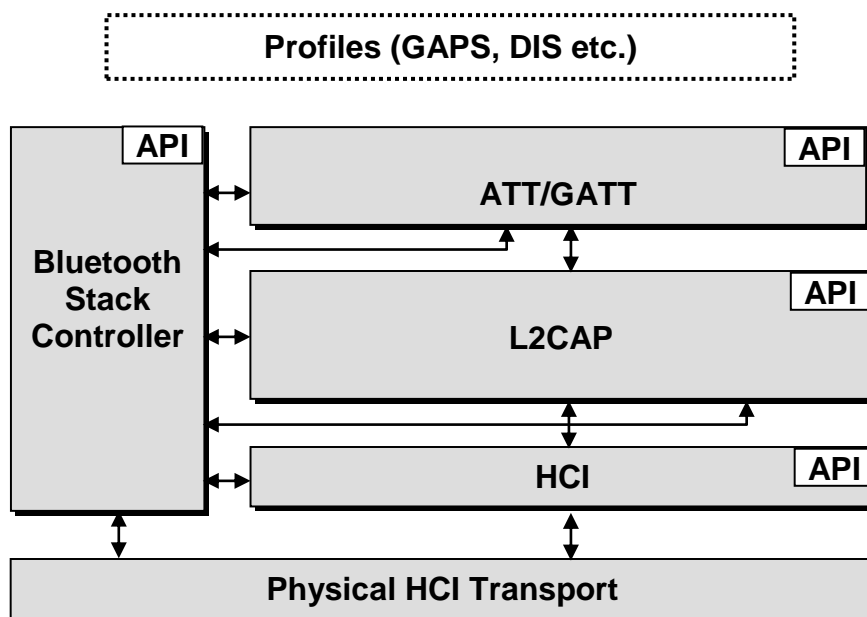 Profiles (GAPS, DIS etc.)
API
API
ATT/GATT
Bluetooth
Stack
Controller
API
L2CAP
API
HCI
Physical HCI Transport